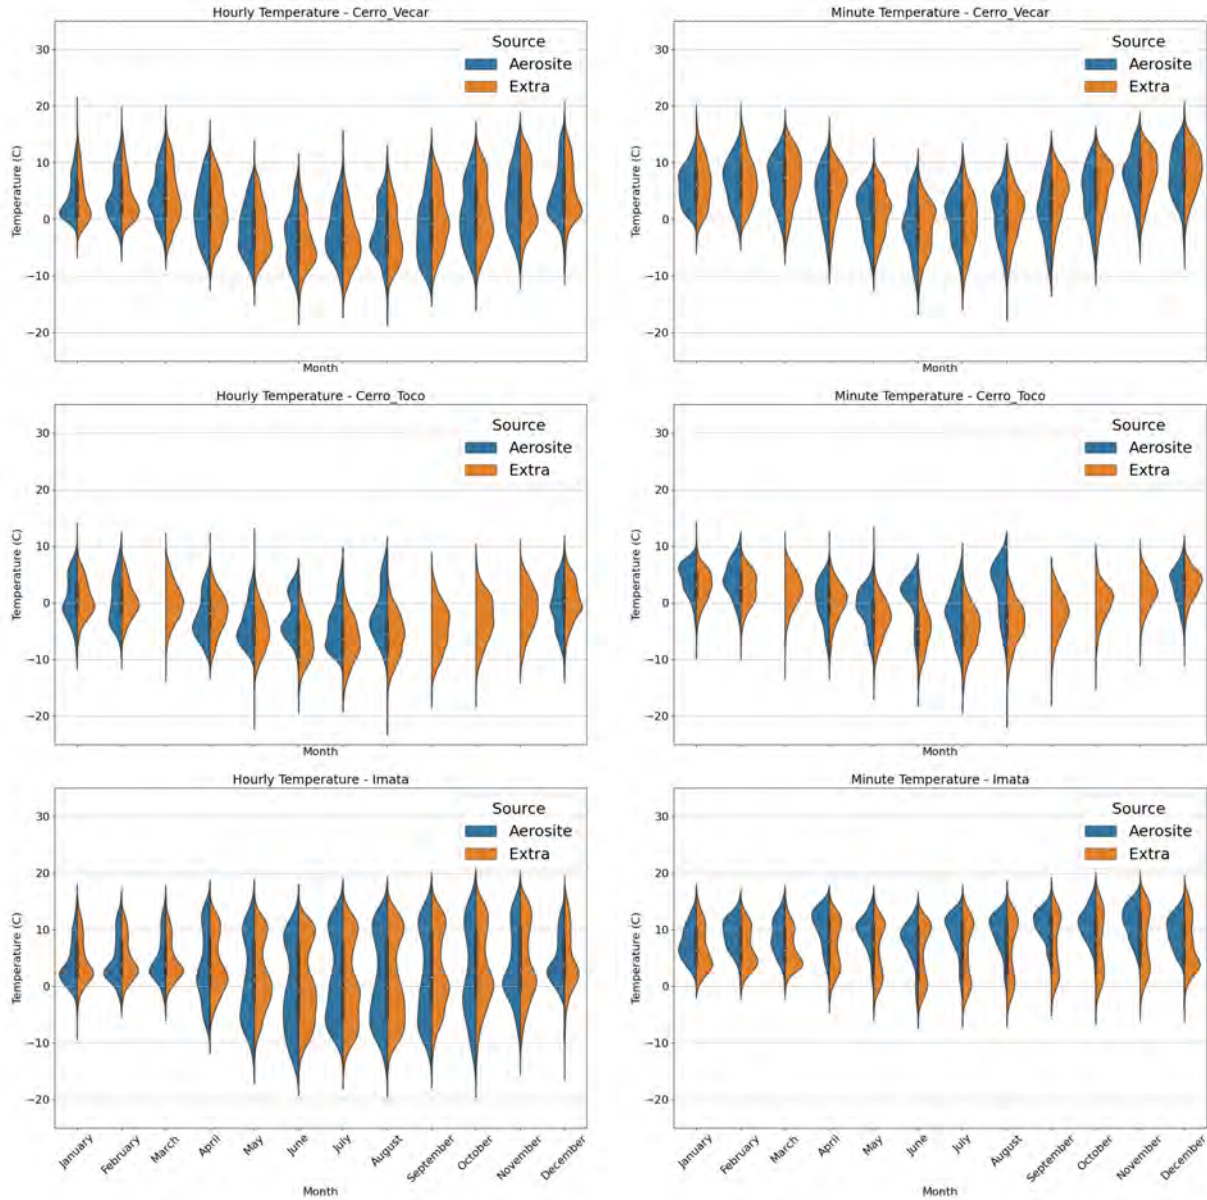 Hourly Temperature - Cerro_Vecar
Source
Aerosite
Extra
Temperature (C)
30
20
10
0
−10
−20
Month
Minute Temperature - Cerro_Vecar
Source
Aerosite
Extra
Temperature (C)
30
20
10
0
−10
−20
Month
Hourly Temperature - Cerro_Toco
Source
Aerosite
Extra
Temperature (C)
30
20
10
0
−10
−20
Month
Minute Temperature - Cerro_Toco
Source
Aerosite
Extra
Temperature (C)
30
20
10
0
−10
−20
Month
Hourly Temperature - Imata
Source
Aerosite
Extra
Temperature (C)
30
20
10
0
−10
−20
January February March April May June July August September October November December
Month
Minute Temperature - Imata
Source
Aerosite
Extra
Temperature (C)
30
20
10
0
−10
−20
January February March April May June July August September October November December
Month